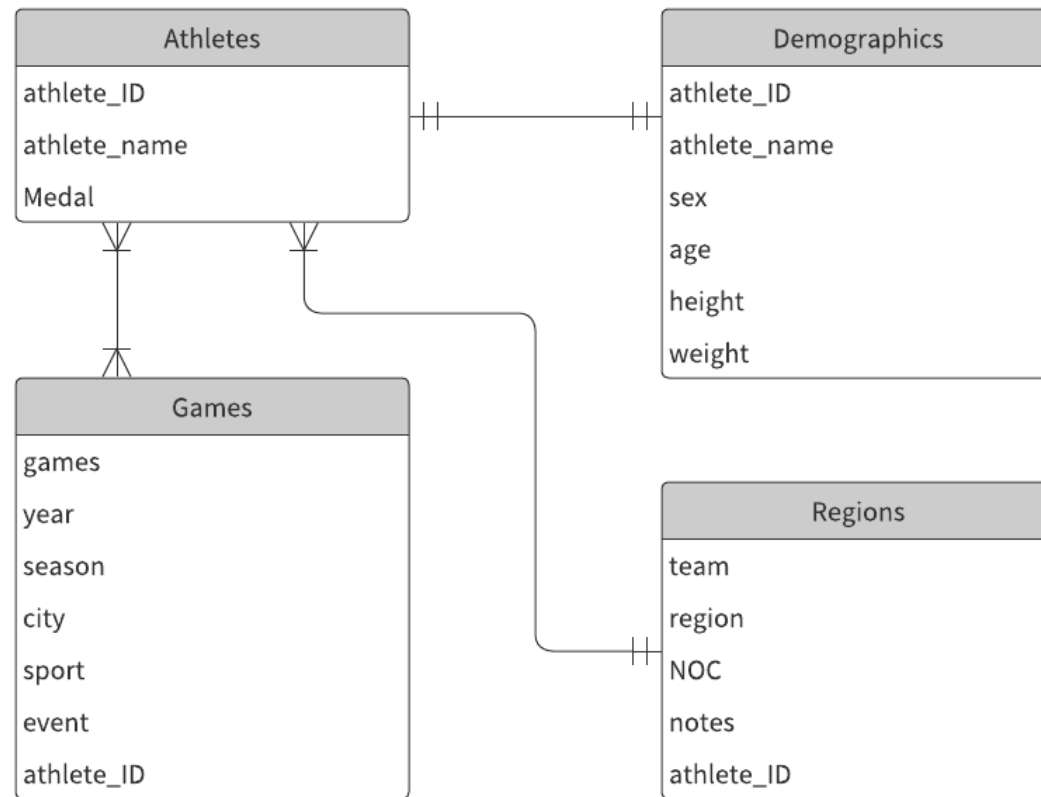 Athletes
athlete_ID
athlete_name
Medal
Demographics
athlete_ID
athlete_name
sex
age
height
weight
Games
games
year
season
city
sport
event
athlete_ID
Regions
team
region
NOC
notes
athlete_ID